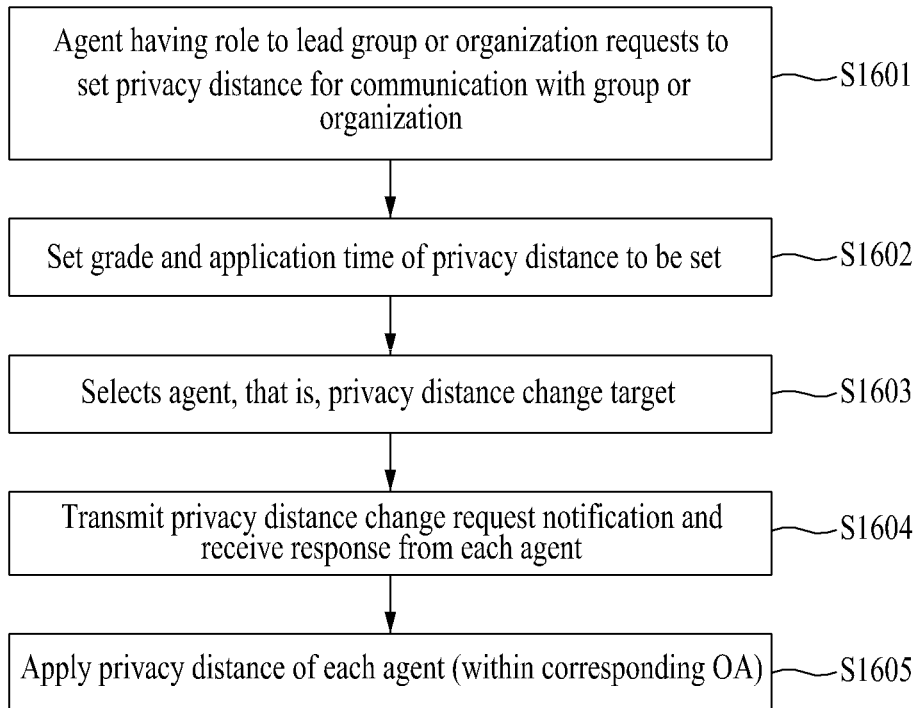 Agent having role to lead group or organization requests to
set privacy distance for communication with group or
organization
S1601
Set grade and application time of privacy distance to be set
S1602
Selects agent, that is, privacy distance change target
S1603
Transmit privacy distance change request notification and
receive response from each agent
S1604
Apply privacy distance of each agent (within corresponding OA)
S1605